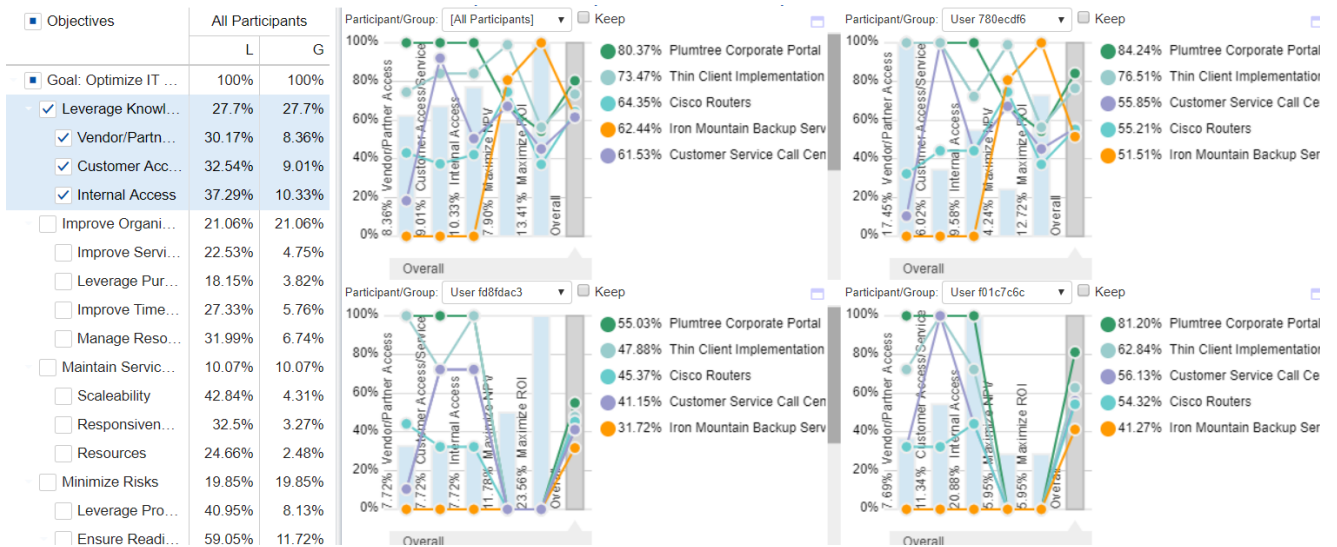 Objectives All Participants
L G
Goal: Optimize IT ... 100% 100%
Leverage Knowl... 27.7% 27.7%
Vendor/Partn... 30.17% 8.36%
Customer Acc... 32.54% 9.01%
Internal Access 37.29% 10.33%
Improve Organi... 21.06% 21.06%
Improve Servi... 22.53% 4.75%
Leverage Pur... 18.15% 3.82%
Improve Time... 27.33% 5.76%
Manage Reso... 31.99% 6.74%
Maintain Servic... 10.07% 10.07%
Scaleability 42.84% 4.31%
Responsiven... 32.5% 3.27%
Resources 24.66% 2.48%
Minimize Risks 19.85% 19.85%
Leverage Pro... 40.95% 8.13%
Ensure Readi... 59.05% 11.72%
Participant/Group: [All Participants] Keep
100%
80%
60%
40%
20%
0%
8.36% Vendor/Partner Access
9.01% Customer Access/Service
10.33% Internal Access
7.90% Maximize NPV
13.41% Maximize ROI
Overall
Overall
80.37% Plumtree Corporate Portal
73.47% Thin Client Implementation
64.35% Cisco Routers
62.44% Iron Mountain Backup Serv
61.53% Customer Service Call Cen
Participant/Group: User 780ecdf6 Keep
100%
80%
60%
40%
20%
0%
17.45% Vendor/Partner Access
6.02% Customer Access/Service
9.58% Internal Access
4.24% Maximize NPV
12.72% Maximize ROI
Overall
Overall
84.24% Plumtree Corporate Portal
76.51% Thin Client Implementation
55.85% Customer Service Call Ce
55.21% Cisco Routers
51.51% Iron Mountain Backup Ser
Participant/Group: User fd8fdac3 Keep
100%
80%
60%
40%
20%
0%
7.72% Vendor/Partner Access
7.72% Customer Access/Service
7.72% Internal Access
11.78% Maximize NPV
23.56% Maximize ROI
Overall
Overall
55.03% Plumtree Corporate Portal
47.88% Thin Client Implementation
45.37% Cisco Routers
41.15% Customer Service Call Cen
31.72% Iron Mountain Backup Serv
Participant/Group: User f01c7c6c Keep
100%
80%
60%
40%
20%
0%
7.69% Vendor/Partner Access
11.34% Customer Access/Service
20.88% Internal Access
5.95% Maximize NPV
5.95% Maximize ROI
Overall
Overall
81.20% Plumtree Corporate Portal
62.84% Thin Client Implementation
56.13% Customer Service Call Ce
54.32% Cisco Routers
41.27% Iron Mountain Backup Ser